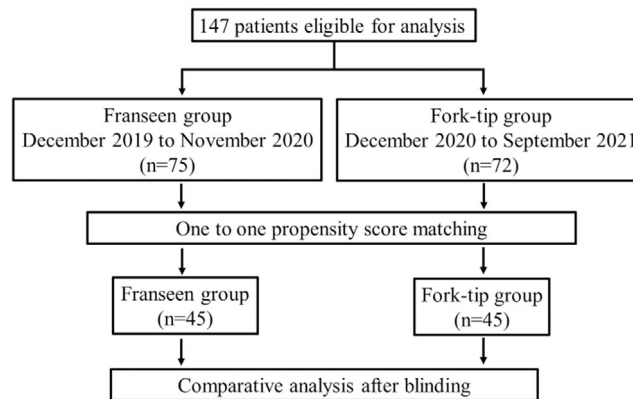 147 patients eligible for analysis
Franseen group
December 2019 to November 2020
(n=75)
Fork-tip group
December 2020 to September 2021
(n=72)
One to one propensity score matching
Franseen group
(n=45)
Fork-tip group
(n=45)
Comparative analysis after blinding